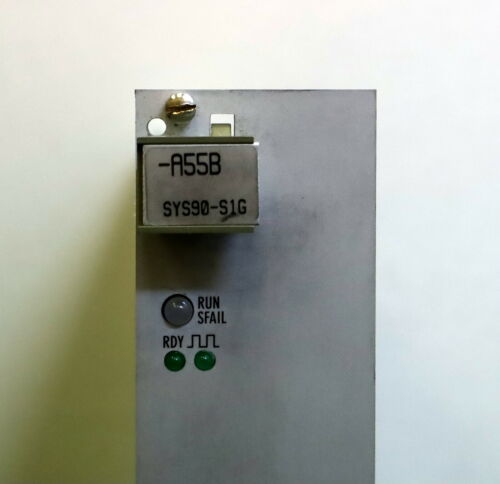 -A55B
SYS90-S1G
RUN
SFAIL
RDY